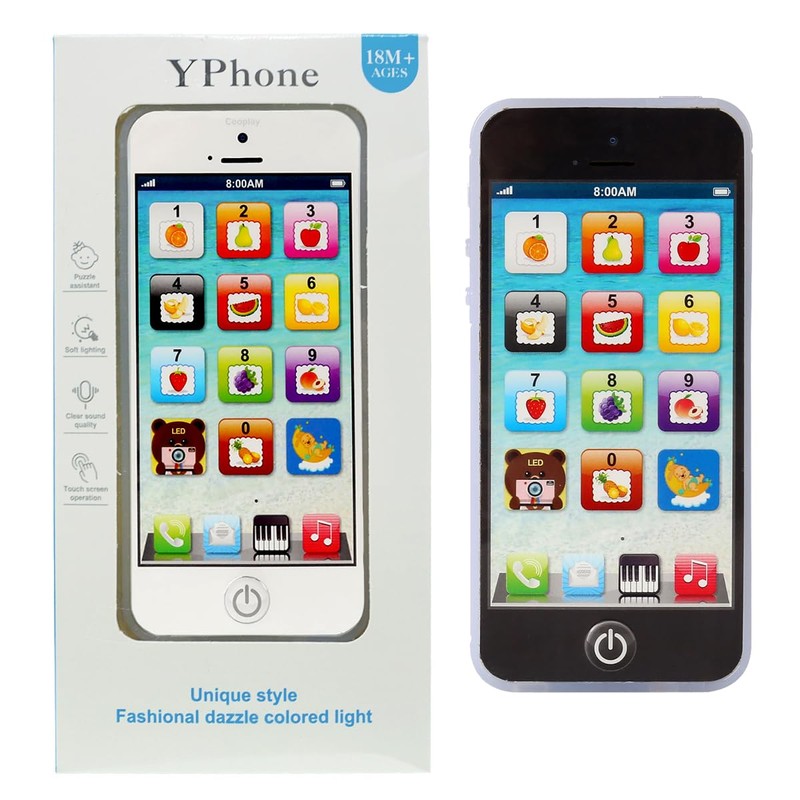 YPhone
18M+
AGES
Cooplay
8:00AM
1
2
3
4
5
6
7
8
9
LED
0
Puzzle
assistant
Soft lighting
Clear sound
quality
Touch screen
operation
Unique style
Fashional dazzle colored light
8:00AM
1
2
3
4
5
6
7
8
9
LED
0